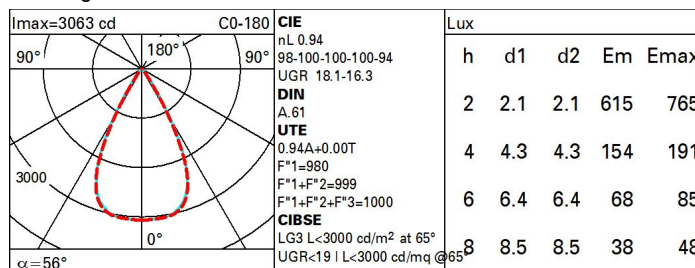 Imax=3063 cd C0-180
90° 180° 90°
3000
0°
α=56°
CIE
nL 0.94
98-100-100-100-94
UGR 18.1-16.3
DIN
A.61
UTE
0.94A+0.00T
F"1=980
F"1+F"2=999
F"1+F"2+F"3=1000
CIBSE
LG3 L<3000 cd/m² at 65°
UGR<19 | L<3000 cd/mq @65°
Lux
h d1 d2 Em Emax
2 2.1 2.1 615 765
4 4.3 4.3 154 191
6 6.4 6.4 68 85
8 8.5 8.5 38 48